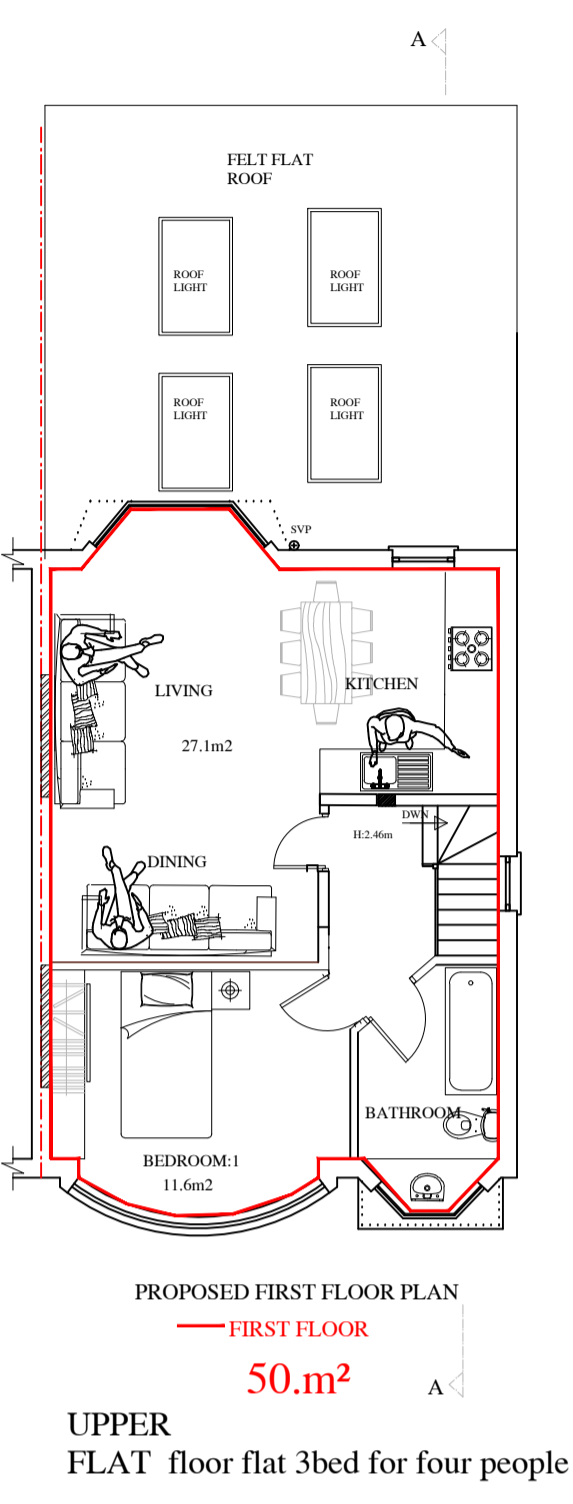 A
FELT FLAT
ROOF
ROOF
LIGHT
ROOF
LIGHT
ROOF
LIGHT
ROOF
LIGHT
SVP
LIVING
KITCHEN
27.1m2
DWN
H:2.46m
DINING
BATHROOM
BEDROOM:1
11.6m2
PROPOSED FIRST FLOOR PLAN
FIRST FLOOR
50.m²
A
UPPER
FLAT floor flat 3bed for four people